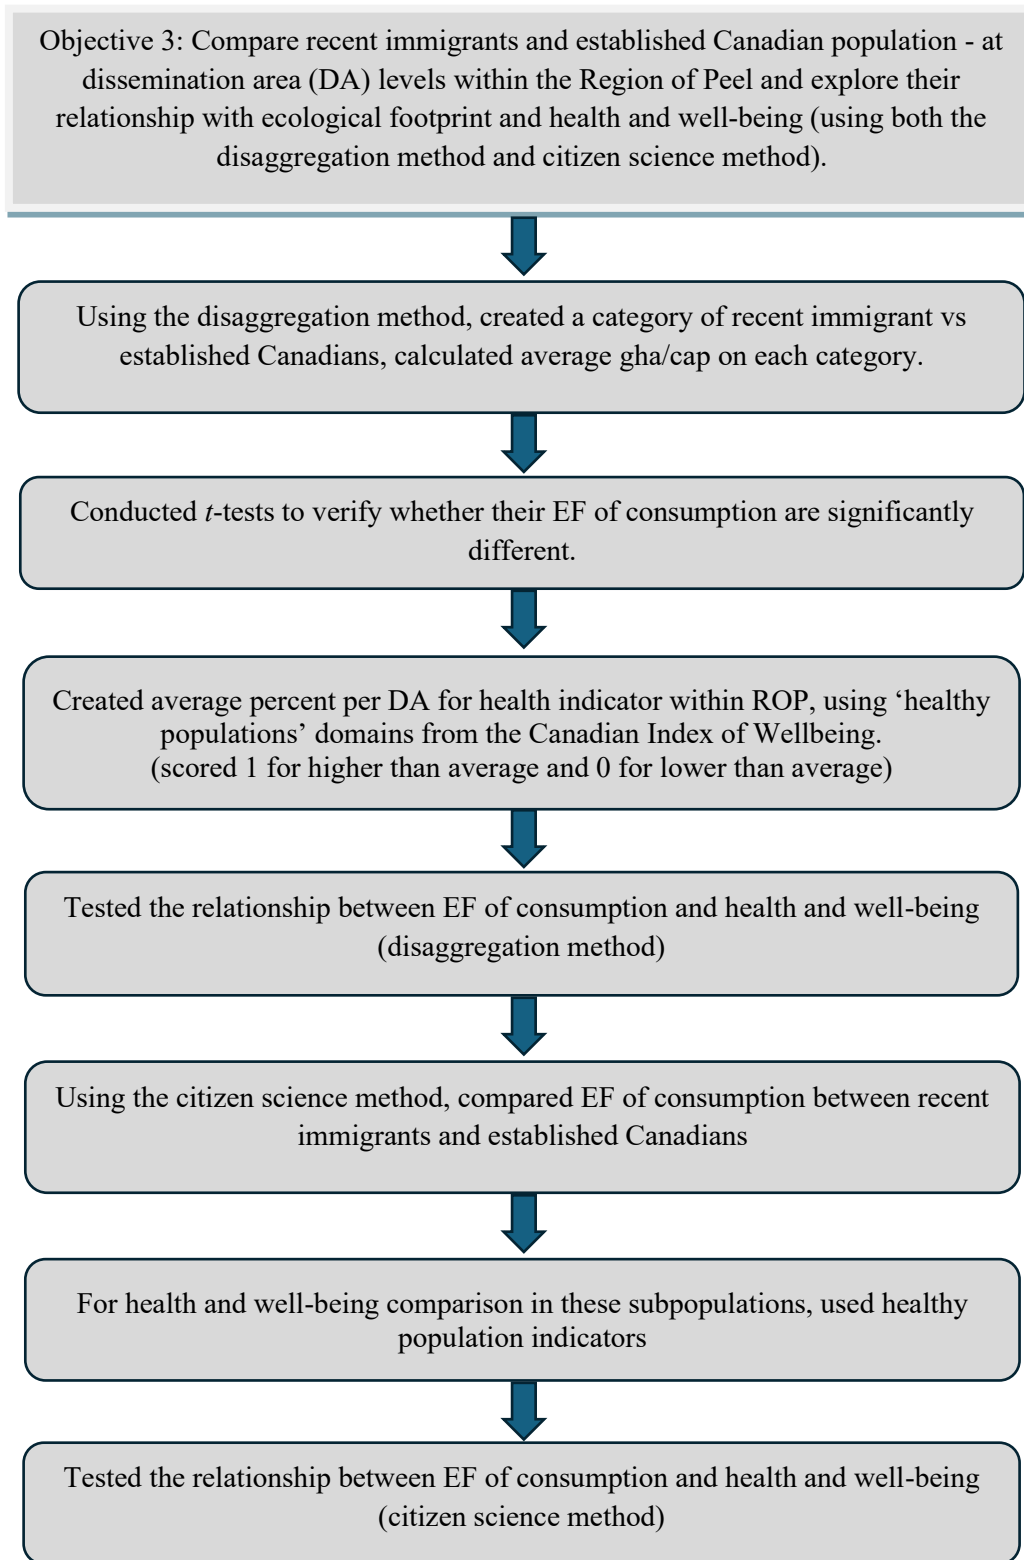 Objective 3: Compare recent immigrants and established Canadian population - at
dissemination area (DA) levels within the Region of Peel and explore their
relationship with ecological footprint and health and well-being (using both the
disaggregation method and citizen science method).
Using the disaggregation method, created a category of recent immigrant vs
established Canadians, calculated average gha/cap on each category.
Conducted t-tests to verify whether their EF of consumption are significantly
different.
Created average percent per DA for health indicator within ROP, using ‘healthy
populations’ domains from the Canadian Index of Wellbeing.
(scored 1 for higher than average and 0 for lower than average)
Tested the relationship between EF of consumption and health and well-being
(disaggregation method)
Using the citizen science method, compared EF of consumption between recent
immigrants and established Canadians
For health and well-being comparison in these subpopulations, used healthy
population indicators
Tested the relationship between EF of consumption and health and well-being
(citizen science method)